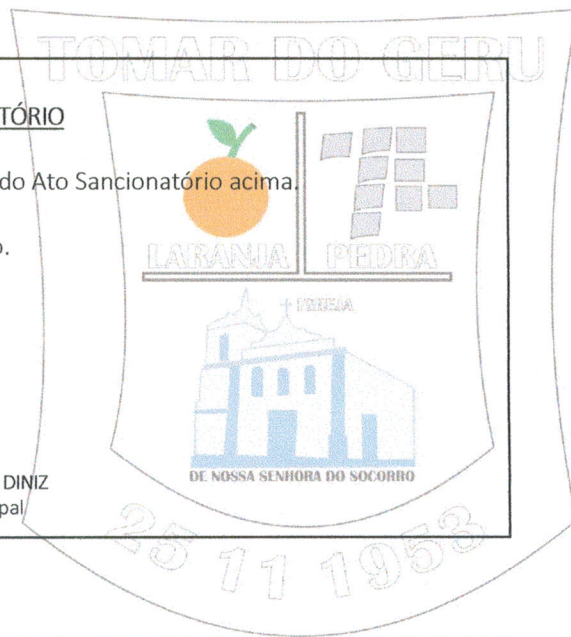 TOMAR DO GERU
TÓRIO
do Ato Sancionatório acima.
o.
LARANJA PEDRA
IGREJA
DE NOSSA SENHORA DO SOCORRO
DINIZ
pal
25 11 1953